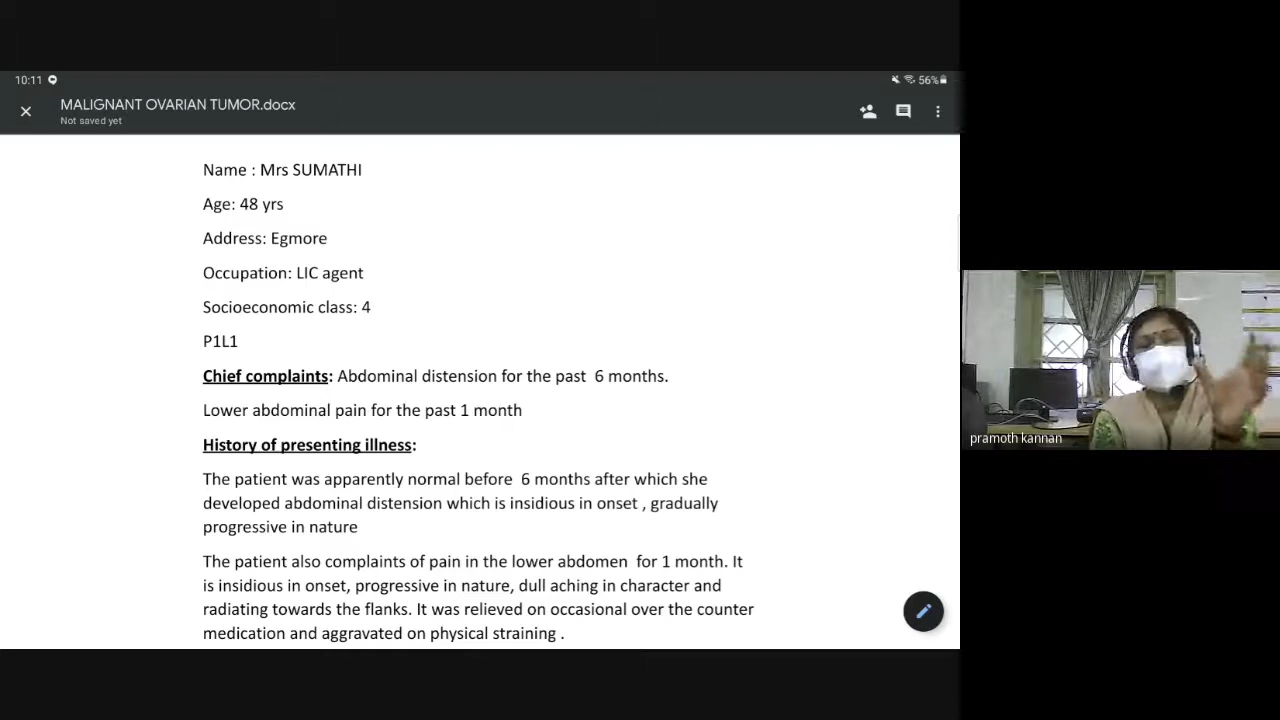 10:11
56%
MALIGNANT OVARIAN TUMOR.docx
Not saved yet
Name : Mrs SUMATHI
Age: 48 yrs
Address: Egmore
Occupation: LIC agent
Socioeconomic class: 4
P1L1
Chief complaints: Abdominal distension for the past  6 months.
Lower abdominal pain for the past 1 month
History of presenting illness:
The patient was apparently normal before  6 months after which she
developed abdominal distension which is insidious in onset , gradually
progressive in nature
The patient also complaints of pain in the lower abdomen  for 1 month. It
is insidious in onset, progressive in nature, dull aching in character and
radiating towards the flanks. It was relieved on occasional over the counter
medication and aggravated on physical straining .
pramoth kannan